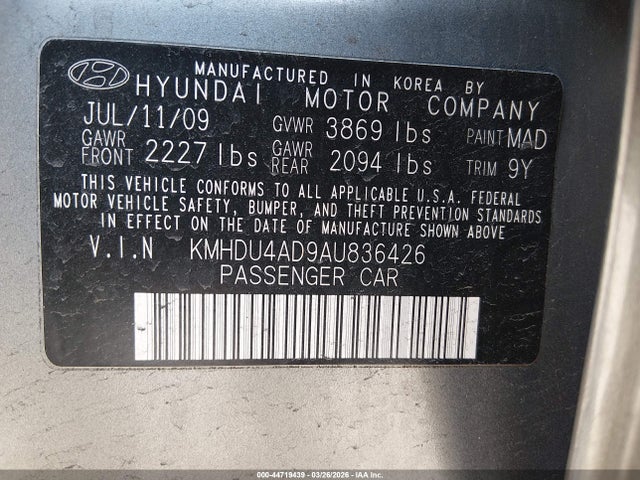 MANUFACTURED IN KOREA BY
HYUNDAI MOTOR COMPANY
JUL/11/09 GVWR 3869 lbs PAINT MAD
GAWR FRONT 2227 lbs GAWR REAR 2094 lbs TRIM 9Y
THIS VEHICLE CONFORMS TO ALL APPLICABLE U.S.A. FEDERAL
MOTOR VEHICLE SAFETY, BUMPER, AND THEFT PREVENTION STANDARDS
IN EFFECT ON THE DATE OF MANUFACTURE SHOWN ABOVE
V.I.N KMHDU4AD9AU836426
PASSENGER CAR
000-44719439 | 03/26/2026 | IAA Inc.